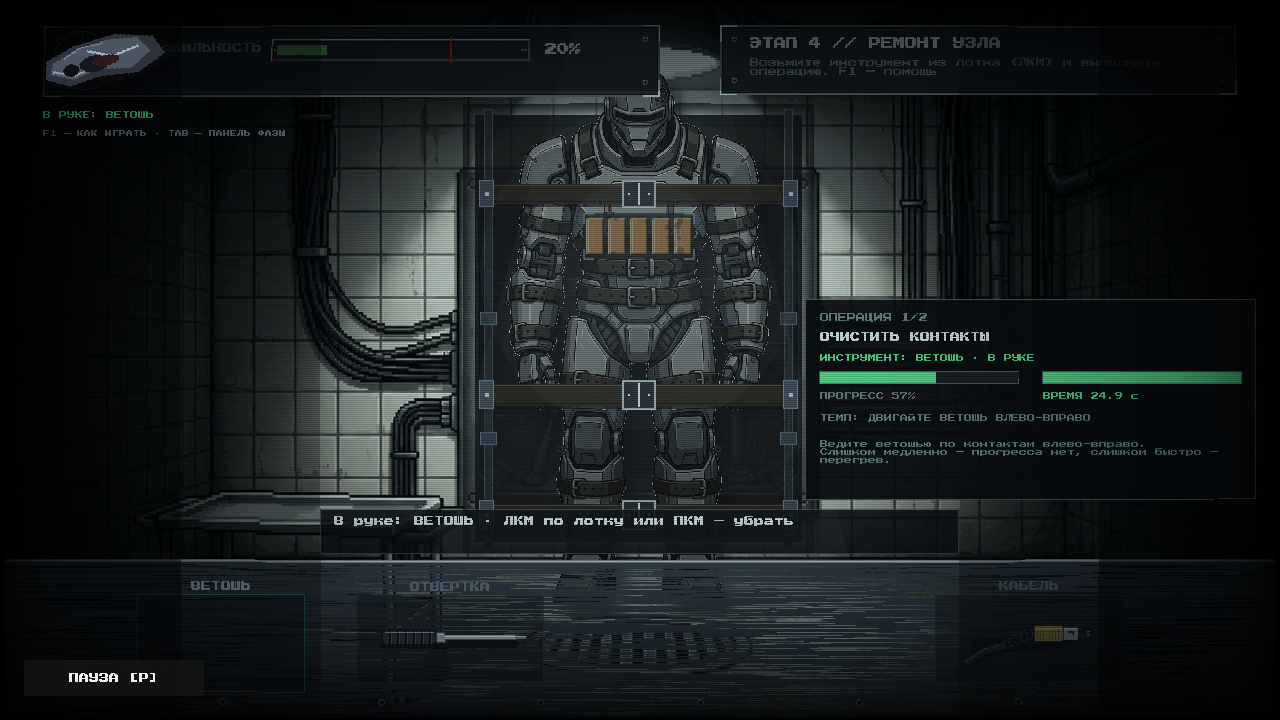 БИЛЬНОСТЬ
20%
ЭТАП 4 // РЕМОНТ УЗЛА
Возьмите инструмент из лотка (ЛКМ) и выполните
операцию. F1 — помощь
В РУКЕ: ВЕТОШЬ
F1 — КАК ИГРАТЬ · TAB — ПАНЕЛЬ ФАЗЫ
ОПЕРАЦИЯ 1/2
ОЧИСТИТЬ КОНТАКТЫ
ИНСТРУМЕНТ: ВЕТОШЬ · В РУКЕ
ПРОГРЕСС 57%
ВРЕМЯ 24.9 с
ТЕМП: ДВИГАЙТЕ ВЕТОШЬ ВЛЕВО-ВПРАВО
Ведите ветошью по контактам влево-вправо.
Слишком медленно — прогресса нет, слишком быстро —
перегрев.
В руке: ВЕТОШЬ · ЛКМ по лотку или ПКМ — убрать
ВЕТОШЬ
ОТВЕРТКА
КАБЕЛЬ
ПАУЗА [P]